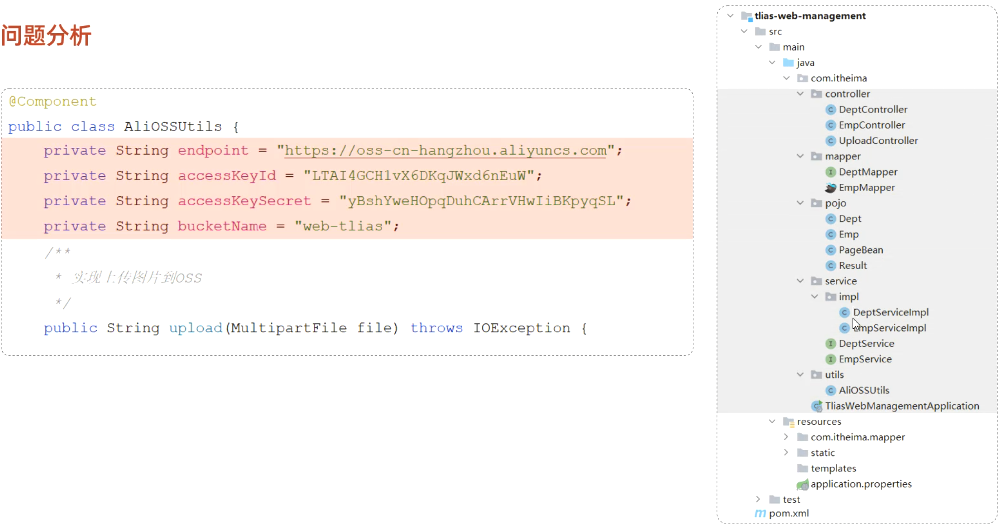 问题分析
@Component
public class AliOSSUtils {
private String endpoint = "https://oss-cn-hangzhou.aliyuncs.com";
private String accessKeyId = "LTAI4GCH1vX6DKqJWxd6nEuW";
private String accessKeySecret = "yBshYweHOpqDuhCArrVHwIiBKpyqSL";
private String bucketName = "web-tlias";
/**
* 实现上传图片到OSS
*/
public String upload(MultipartFile file) throws IOException {
tlias-web-management
src
main
java
com.itheima
controller
DeptController
EmpController
UploadController
mapper
DeptMapper
EmpMapper
pojo
Dept
Emp
PageBean
Result
service
impl
DeptServiceImpl
EmpServiceImpl
DeptService
EmpService
utils
AliOSSUtils
TliasWebManagementApplication
resources
com.itheima.mapper
static
templates
application.properties
test
pom.xml